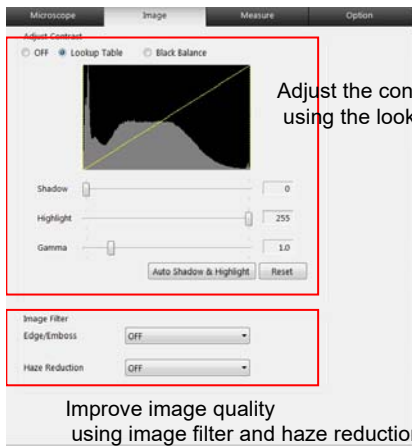 Microscope Image Measure Option
Adjust Contrast
OFF Lookup Table Black Balance
Adjust the con
using the look
Shadow 0
Highlight 255
Gamma 1.0
Auto Shadow & Highlight Reset
Image Filter
Edge/Emboss OFF
Haze Reduction OFF
Improve image quality
using image filter and haze reduction